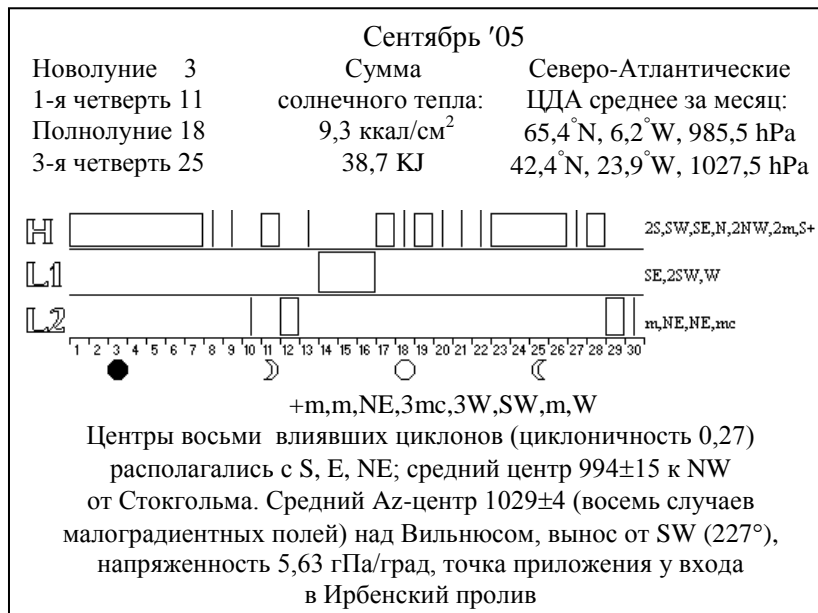 Сентябрь '05
Новолуние 3
1-я четверть 11
Полнолуние 18
3-я четверть 25
Сумма
солнечного тепла:
9,3 ккал/см²
38,7 KJ
Северо-Атлантические
ЦДА среднее за месяц:
65,4°N, 6,2°W, 985,5 hPa
42,4°N, 23,9°W, 1027,5 hPa
H 2S,SW,SE,N,2NW,2m,S+
L1 SE,2SW,W
L2 m,NE,NE,mc
1 2 3 4 5 6 7 8 9 10 11 12 13 14 15 16 17 18 19 20 21 22 23 24 25 26 27 28 29 30
+m,m,NE,3mc,3W,SW,m,W
Центры восьми влиявших циклонов (цикличность 0,27)
располагались с S, E, NE; средний центр 994±15 к NW
от Стокгольма. Средний Az-центр 1029±4 (восемь случаев
малоградиентных полей) над Вильнюсом, вынос от SW (227°),
напряженность 5,63 гПа/град, точка приложения у входа
в Ирбенский пролив